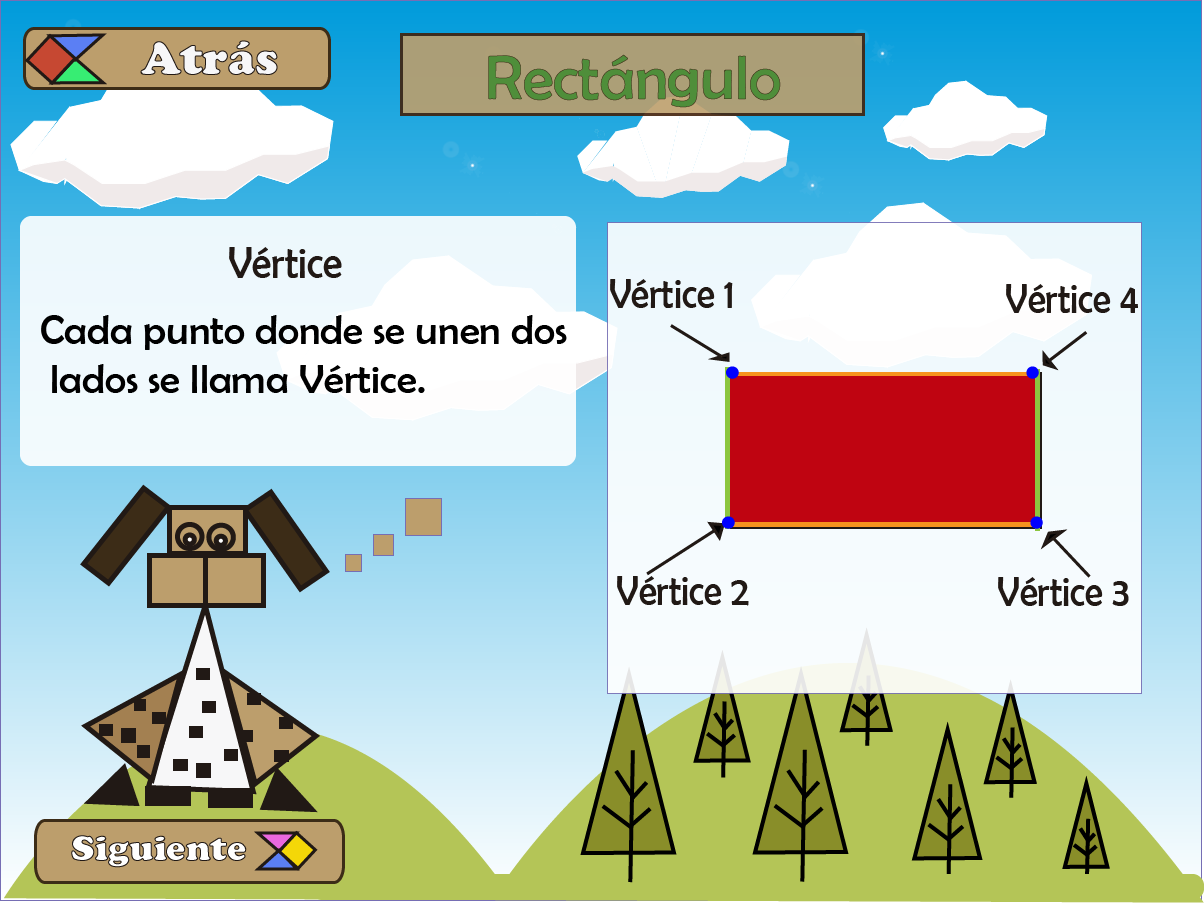 Atrás
Rectángulo
Vértice
Cada punto donde se unen dos
lados se llama Vértice.
Vértice 1
Vértice 4
Vértice 2
Vértice 3
Siguiente